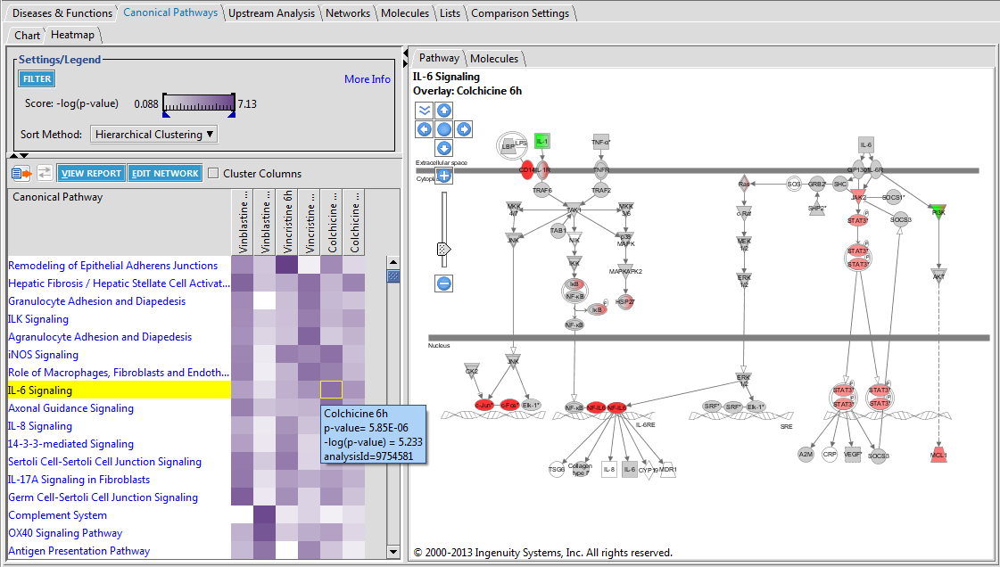 Diseases & Functions Canonical Pathways Upstream Analysis Networks Molecules Lists Comparison Settings
Chart Heatmap
Settings/Legend
FILTER
More Info
Score: -log(p-value) 0.088 7.13
Sort Method: Hierarchical Clustering ▼
VIEW REPORT EDIT NETWORK Cluster Columns
Canonical Pathway
Vinblastine ...
Vinblastine ...
Vincristine 6h
Vincristine ...
Colchicine ...
Colchicine ...
Remodeling of Epithelial Adherens Junctions
Hepatic Fibrosis / Hepatic Stellate Cell Activat...
Granulocyte Adhesion and Diapedesis
ILK Signaling
Agranulocyte Adhesion and Diapedesis
iNOS Signaling
Role of Macrophages, Fibroblasts and Endoth...
IL-6 Signaling
Axonal Guidance Signaling
IL-8 Signaling
14-3-3-mediated Signaling
Sertoli Cell-Sertoli Cell Junction Signaling
IL-17A Signaling in Fibroblasts
Germ Cell-Sertoli Cell Junction Signaling
Complement System
OX40 Signaling Pathway
Antigen Presentation Pathway
Colchicine 6h
p-value= 5.85E-06
-log(p-value) = 5.233
analysisId=9754581
Pathway Molecules
IL-6 Signaling
Overlay: Colchicine 6h
LBP LPS IL-1 TNF-α* IL-6
Extracellular space
CD14 IL-1R TNFR GP130 IL-6R
Cytopla
TRAF6 TRAF2 Ras SOS GRB2* SHC JAK2 SOCS1*
MKK 4/7 TAK1 MKK 3/6 c-Raf SHP2* STAT3* P SOCS3 PI3K
TAB1
JNK NIK p38 MAPK MEK 1/2
STAT3* P
STAT3* P
IKK MAPKAPK2 ERK 1/2 AKT
IκB
NF-κB
IκB P HSP27
NF-κB
Nucleus
JNK
CK2 ERK 1/2
STAT3* P STAT3* P
STAT3* P STAT3* P
c-Jun* c-Fos* Elk-1* NF-κB NF-IL6 NF-IL6 SRF* SRF* Elk-1*
IL-6RE SRE
TSG6 Collagen type I* IL-8 IL-6 CYP19 MDR1 A2M CRP VEGF* SOCS3 MCL1
© 2000-2013 Ingenuity Systems, Inc. All rights reserved.